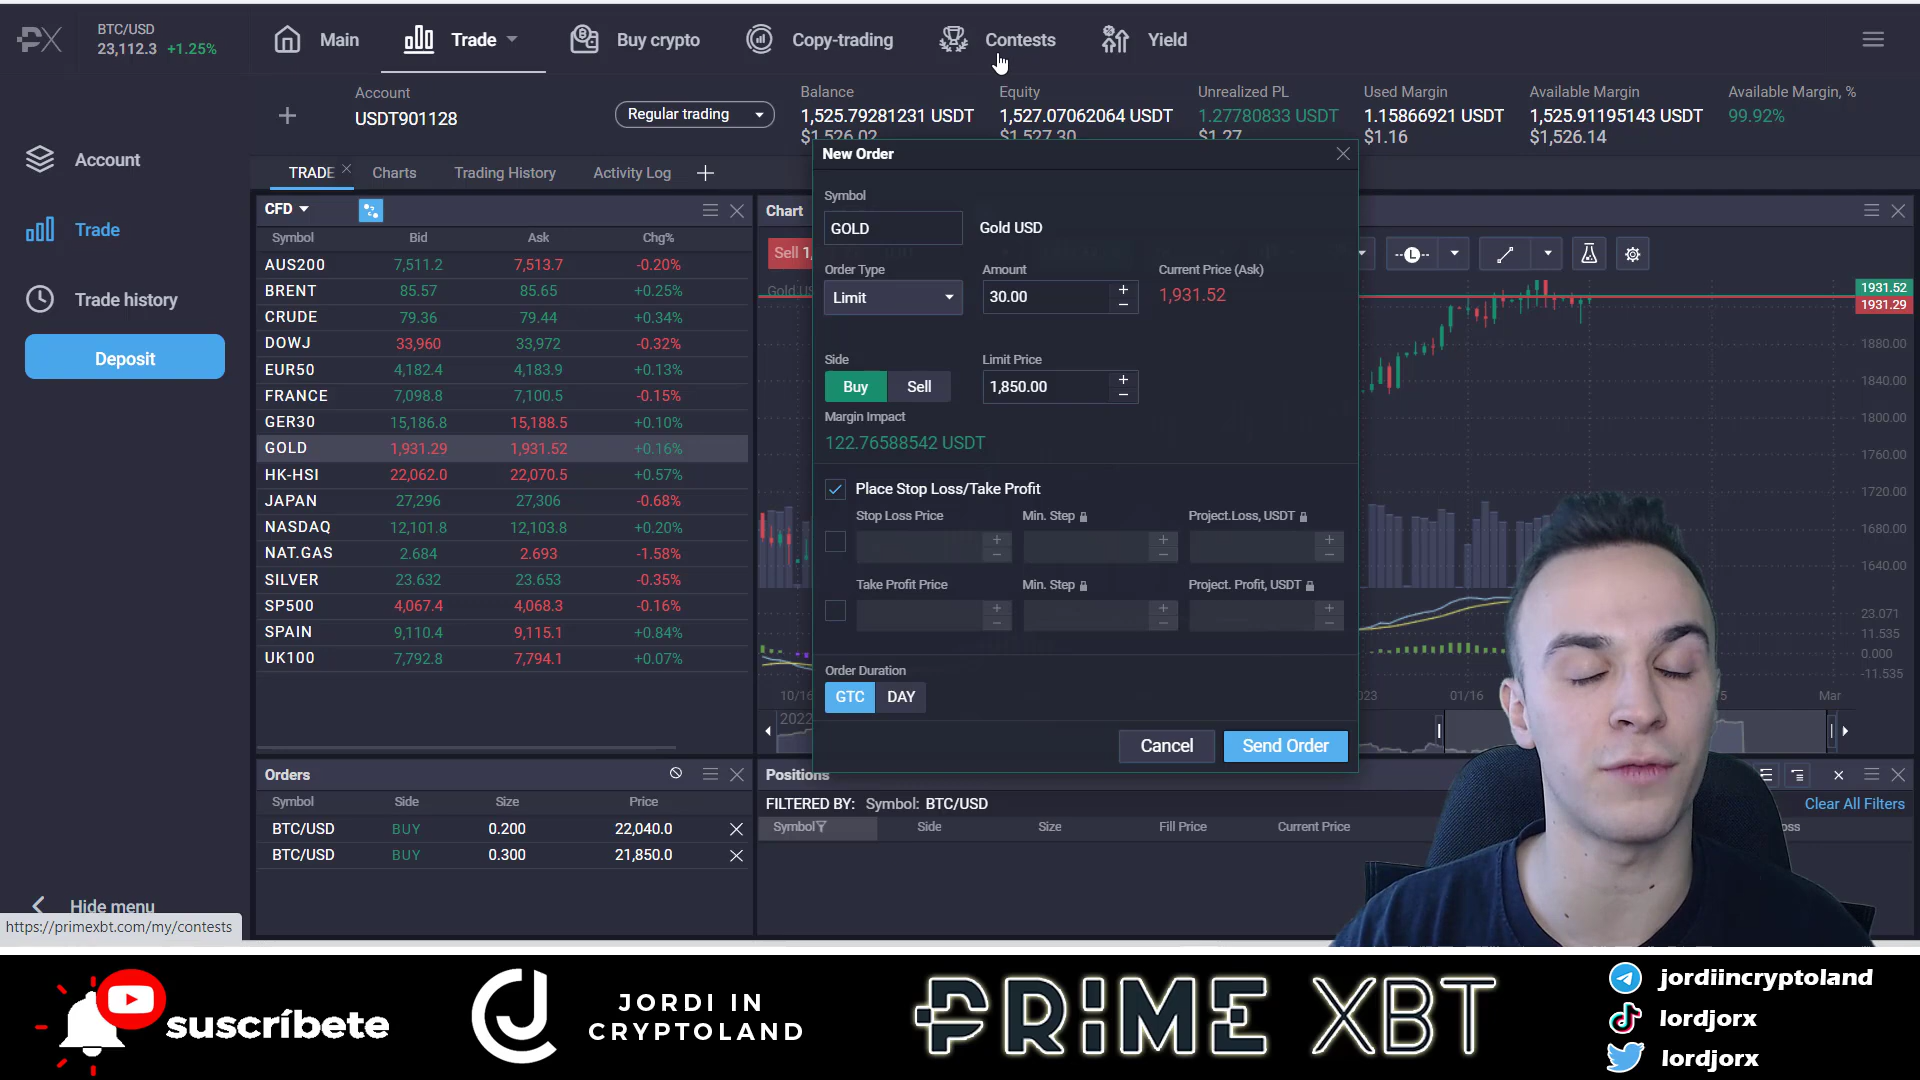 PX
BTC/USD
23,112.3 +1.25%
Main
Trade
Buy crypto
Copy-trading
Contests
Yield
Account
USDT901128
Regular trading
Balance
1,525.79281231 USDT
$1,526.02
Equity
1,527.07062064 USDT
$1,527.30
Unrealized PL
1.27780833 USDT
$1.27
Used Margin
1.15866921 USDT
$1.16
Available Margin
1,525.91195143 USDT
$1,526.14
Available Margin, %
99.92%
Account
Trade
Trade history
Deposit
Hide menu
https://primexbt.com/my/contests
TRADE
Charts
Trading History
Activity Log
CFD
Symbol Bid Ask Chg%
AUS200 7,511.2 7,513.7 -0.20%
BRENT 85.57 85.65 +0.25%
CRUDE 79.36 79.44 +0.34%
DOWJ 33,960 33,972 -0.32%
EUR50 4,182.4 4,183.9 +0.13%
FRANCE 7,098.8 7,100.5 -0.15%
GER30 15,186.8 15,188.5 +0.10%
GOLD 1,931.29 1,931.52 +0.16%
HK-HSI 22,062.0 22,070.5 +0.57%
JAPAN 27,296 27,306 -0.68%
NASDAQ 12,101.8 12,103.8 +0.20%
NAT.GAS 2.684 2.693 -1.58%
SILVER 23.632 23.653 -0.35%
SP500 4,067.4 4,068.3 -0.16%
SPAIN 9,110.4 9,115.1 +0.84%
UK100 7,792.8 7,794.1 +0.07%
Chart
Sell 1,
Gold US
New Order
Symbol
GOLD Gold USD
Order Type Amount Current Price (Ask)
Limit 30.00 1,931.52
Side Limit Price
Buy Sell 1,850.00
Margin Impact
122.76588542 USDT
Place Stop Loss/Take Profit
Stop Loss Price Min. Step Project.Loss, USDT
Take Profit Price Min. Step Project. Profit, USDT
Order Duration
GTC DAY
Cancel Send Order
L
1931.52
1931.29
1880.00
1840.00
1800.00
1760.00
1720.00
1680.00
1640.00
23.071
11.535
0.000
-11.535
10/16
023
01/16
Mar
2022
Orders
Symbol Side Size Price
BTC/USD BUY 0.200 22,040.0
BTC/USD BUY 0.300 21,850.0
Positions
FILTERED BY: Symbol: BTC/USD
Clear All Filters
Symbol Side Size Fill Price Current Price
suscríbete
JORDI IN
CRYPTOLAND
PRIME XBT
jordiincryptoland
lordjorx
lordjorx